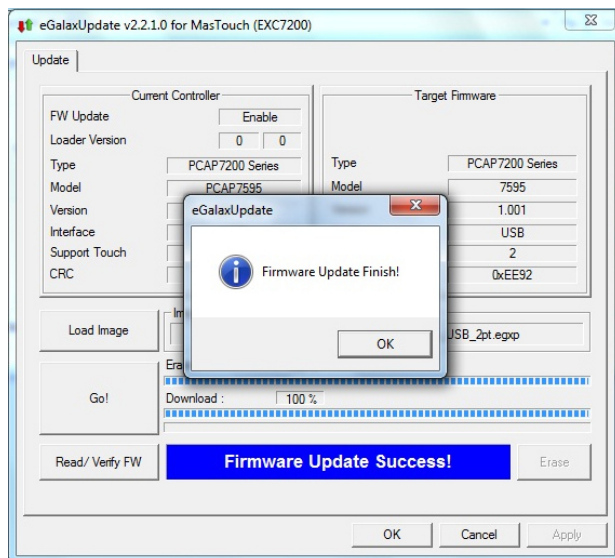 eGalaxUpdate v2.2.1.0 for MasTouch (EXC7200)
Update
Current Controller
FW Update Enable
Loader Version 0 0
Type PCAP7200 Series
Model PCAP7595
Version
Interface
Support Touch
CRC
Target Firmware
Type PCAP7200 Series
Model 7595
1.001
USB
2
0xEE92
eGalaxUpdate
Firmware Update Finish!
OK
Load Image
USB_2pt.egxp
Go!
Download : 100 %
Read/ Verify FW
Firmware Update Success!
Erase
OK Cancel Apply